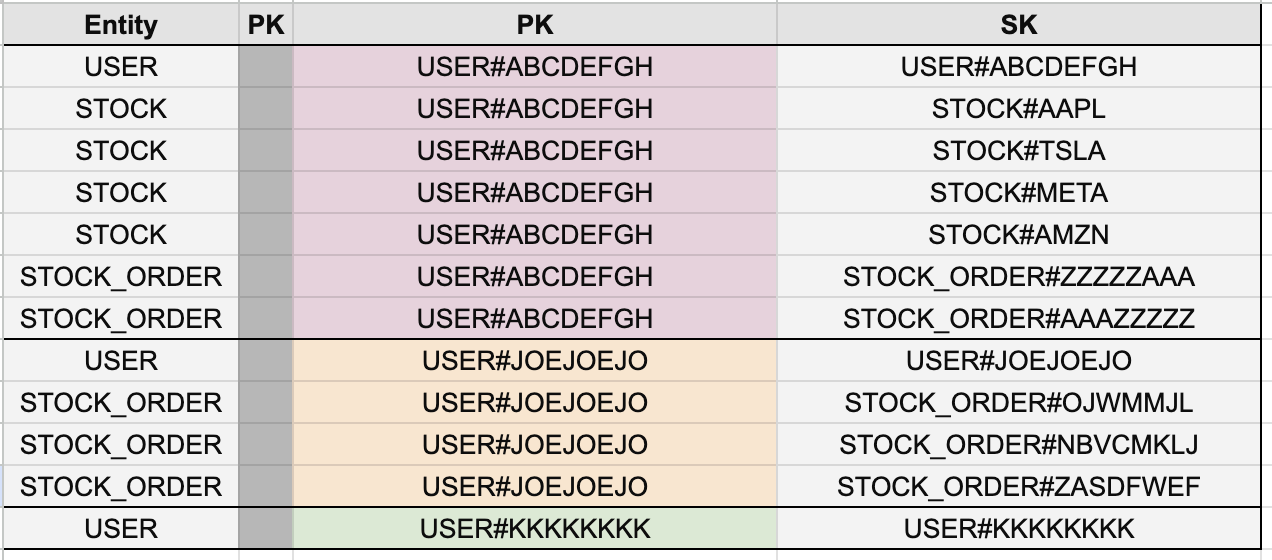 Entity PK PK SK
USER USER#ABCDEFGH USER#ABCDEFGH
STOCK USER#ABCDEFGH STOCK#AAPL
STOCK USER#ABCDEFGH STOCK#TSLA
STOCK USER#ABCDEFGH STOCK#META
STOCK USER#ABCDEFGH STOCK#AMZN
STOCK_ORDER USER#ABCDEFGH STOCK_ORDER#ZZZZZAAA
STOCK_ORDER USER#ABCDEFGH STOCK_ORDER#AAAZZZZZ
USER USER#JOEJOEJO USER#JOEJOEJO
STOCK_ORDER USER#JOEJOEJO STOCK_ORDER#OJWMMJL
STOCK_ORDER USER#JOEJOEJO STOCK_ORDER#NBVCMKLJ
STOCK_ORDER USER#JOEJOEJO STOCK_ORDER#ZASDFWEF
USER USER#KKKKKKKK USER#KKKKKKKK